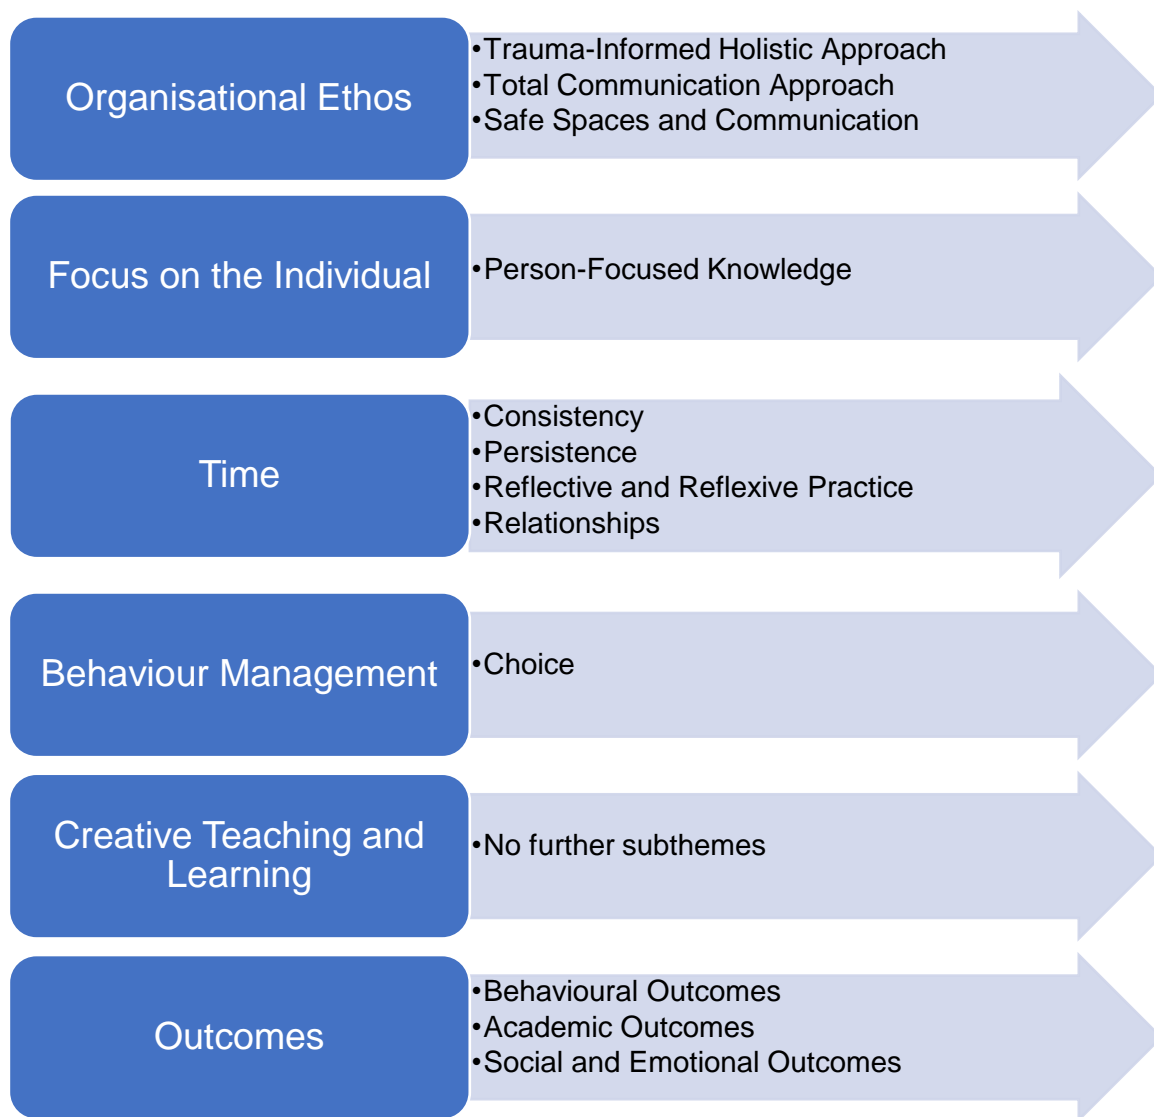 Organisational Ethos
•Trauma-Informed Holistic Approach
•Total Communication Approach
•Safe Spaces and Communication
Focus on the Individual
•Person-Focused Knowledge
Time
•Consistency
•Persistence
•Reflective and Reflexive Practice
•Relationships
Behaviour Management
•Choice
Creative Teaching and
Learning
•No further subthemes
Outcomes
•Behavioural Outcomes
•Academic Outcomes
•Social and Emotional Outcomes